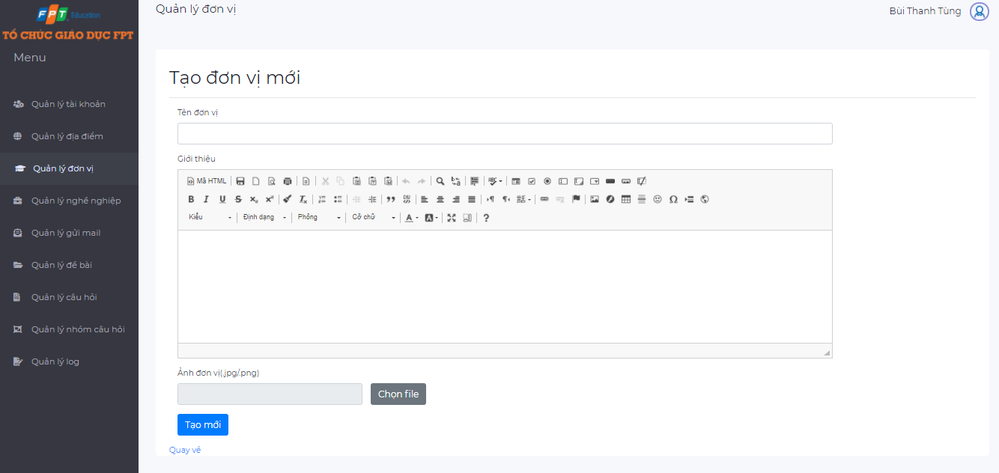 FPT Education
TỔ CHỨC GIÁO DỤC FPT
Menu
Quản lý tài khoản
Quản lý địa điểm
Quản lý đơn vị
Quản lý nghề nghiệp
Quản lý gửi mail
Quản lý đề bài
Quản lý câu hỏi
Quản lý nhóm câu hỏi
Quản lý log
Quản lý đơn vị
Bùi Thanh Tùng
Tạo đơn vị mới
Tên đơn vị
Giới thiệu
Mã HTML
Kiểu
Định dạng
Phông
Cỡ chữ
Ảnh đơn vị(.jpg/.png)
Chọn file
Tạo mới
Quay về